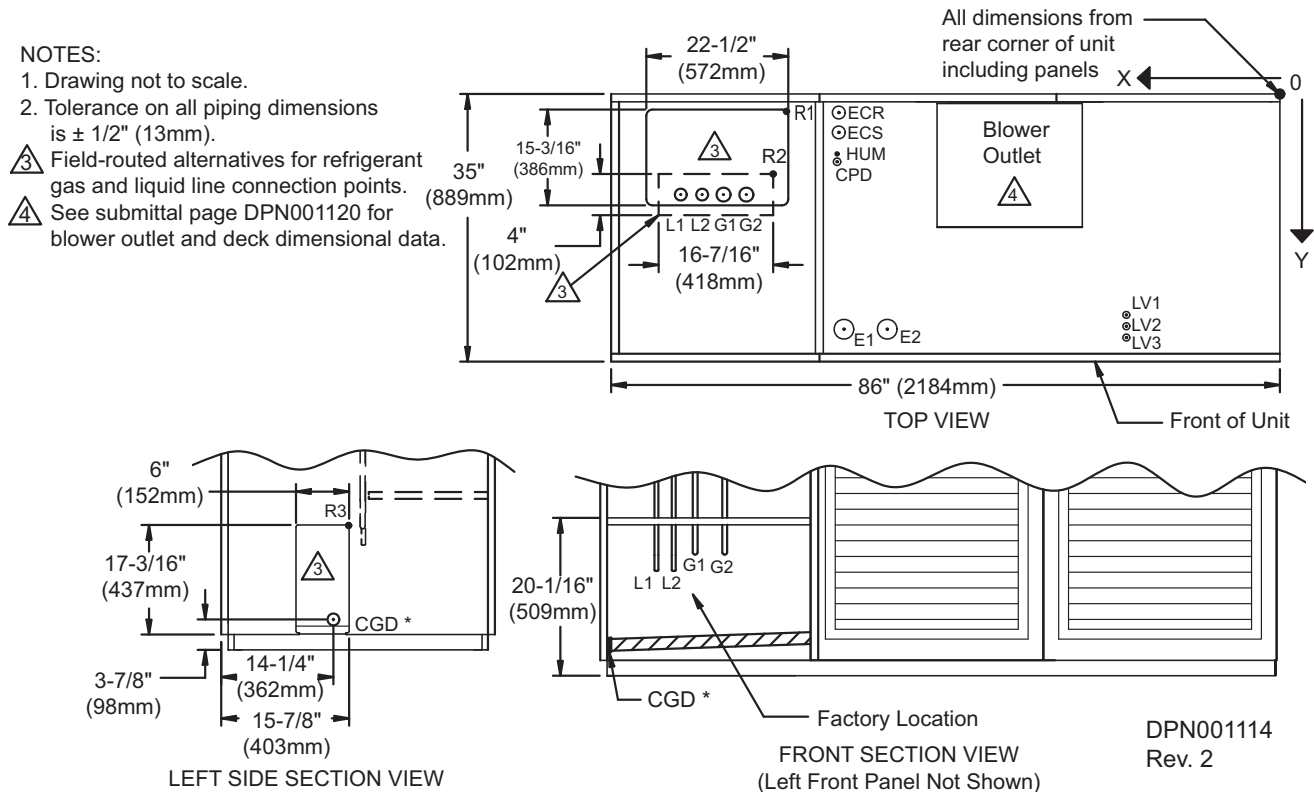 NOTES:
1. Drawing not to scale.
2. Tolerance on all piping dimensions
is ± 1/2" (13mm).
3 Field-routed alternatives for refrigerant
gas and liquid line connection points.
4 See submittal page DPN001120 for
blower outlet and deck dimensional data.
All dimensions from
rear corner of unit
including panels
X
0
Y
22-1/2"
(572mm)
15-3/16"
(386mm)
35"
(889mm)
4"
(102mm)
3
3
R1
R2
L1 L2 G1 G2
16-7/16"
(418mm)
ECR
ECS
HUM
CPD
Blower
Outlet
4
E1
E2
LV1
LV2
LV3
86" (2184mm)
TOP VIEW
Front of Unit
6"
(152mm)
R3
17-3/16"
(437mm)
3
CGD *
3-7/8"
(98mm)
14-1/4"
(362mm)
15-7/8"
(403mm)
LEFT SIDE SECTION VIEW
20-1/16"
(509mm)
L1 L2 G1 G2
CGD *
Factory Location
FRONT SECTION VIEW
(Left Front Panel Not Shown)
DPN001114
Rev. 2